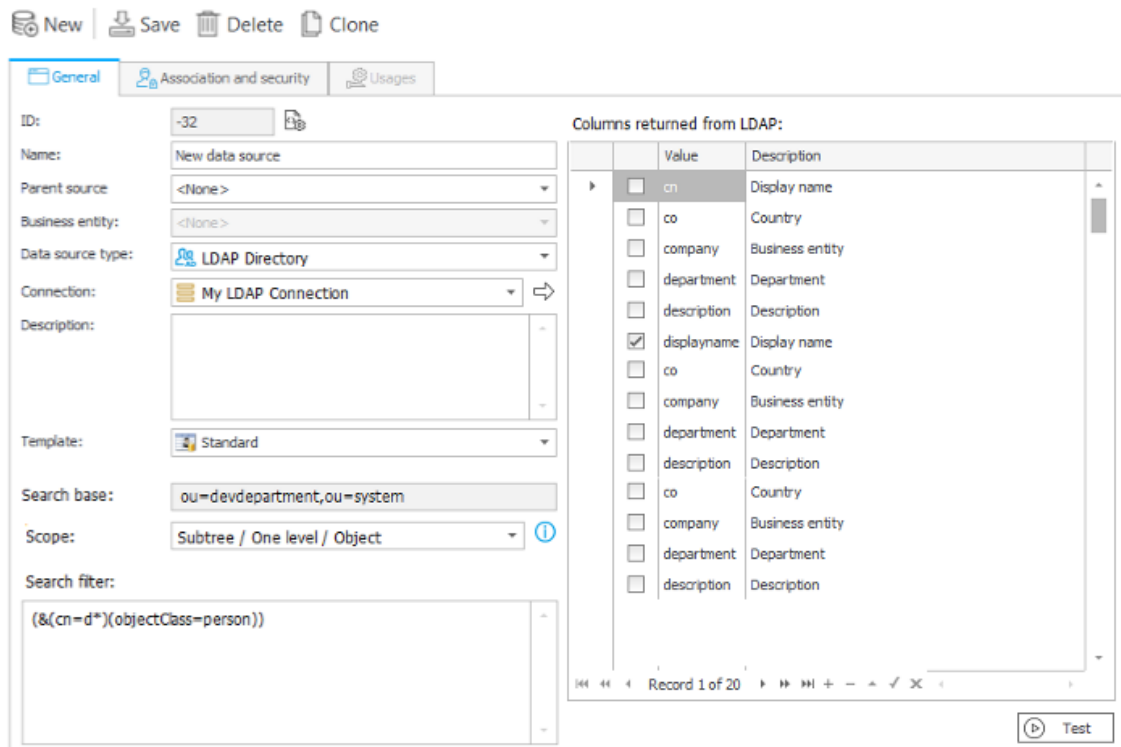 New Save Delete Clone
General Association and security Usages
ID: -32
Name: New data source
Parent source <None>
Business entity: <None>
Data source type: LDAP Directory
Connection: My LDAP Connection
Description:
Template: Standard
Search base: ou=devdepartment,ou=system
Scope: Subtree / One level / Object
Search filter:
(&(cn=d*)(objectClass=person))
Columns returned from LDAP:
Value Description
cn Display name
co Country
company Business entity
department Department
description Description
displayname Display name
co Country
company Business entity
department Department
description Description
co Country
company Business entity
department Department
description Description
Record 1 of 20
Test